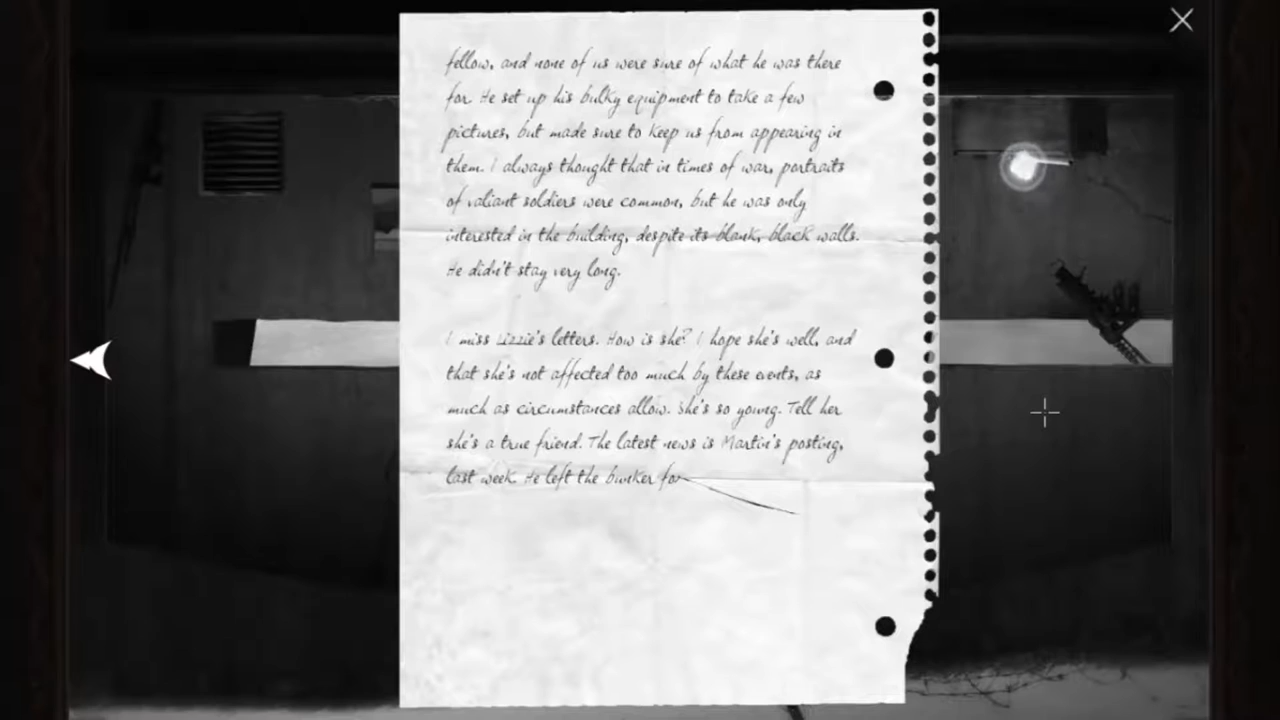 fellow, and none of us were sure of what he was there
for. He set up his bulky equipment to take a few
pictures, but made sure to keep us from appearing in
them. I always thought that in times of war, portraits
of valiant soldiers were common, but he was only
interested in the building, despite its blank, black walls.
He didn't stay very long.
I miss Lizzie's letters. How is she? I hope she's well, and
that she's not affected too much by these events, as
much as circumstances allow. She's so young. Tell her
she's a true friend. The latest news is Martin's posting,
last week. He left the bunker for